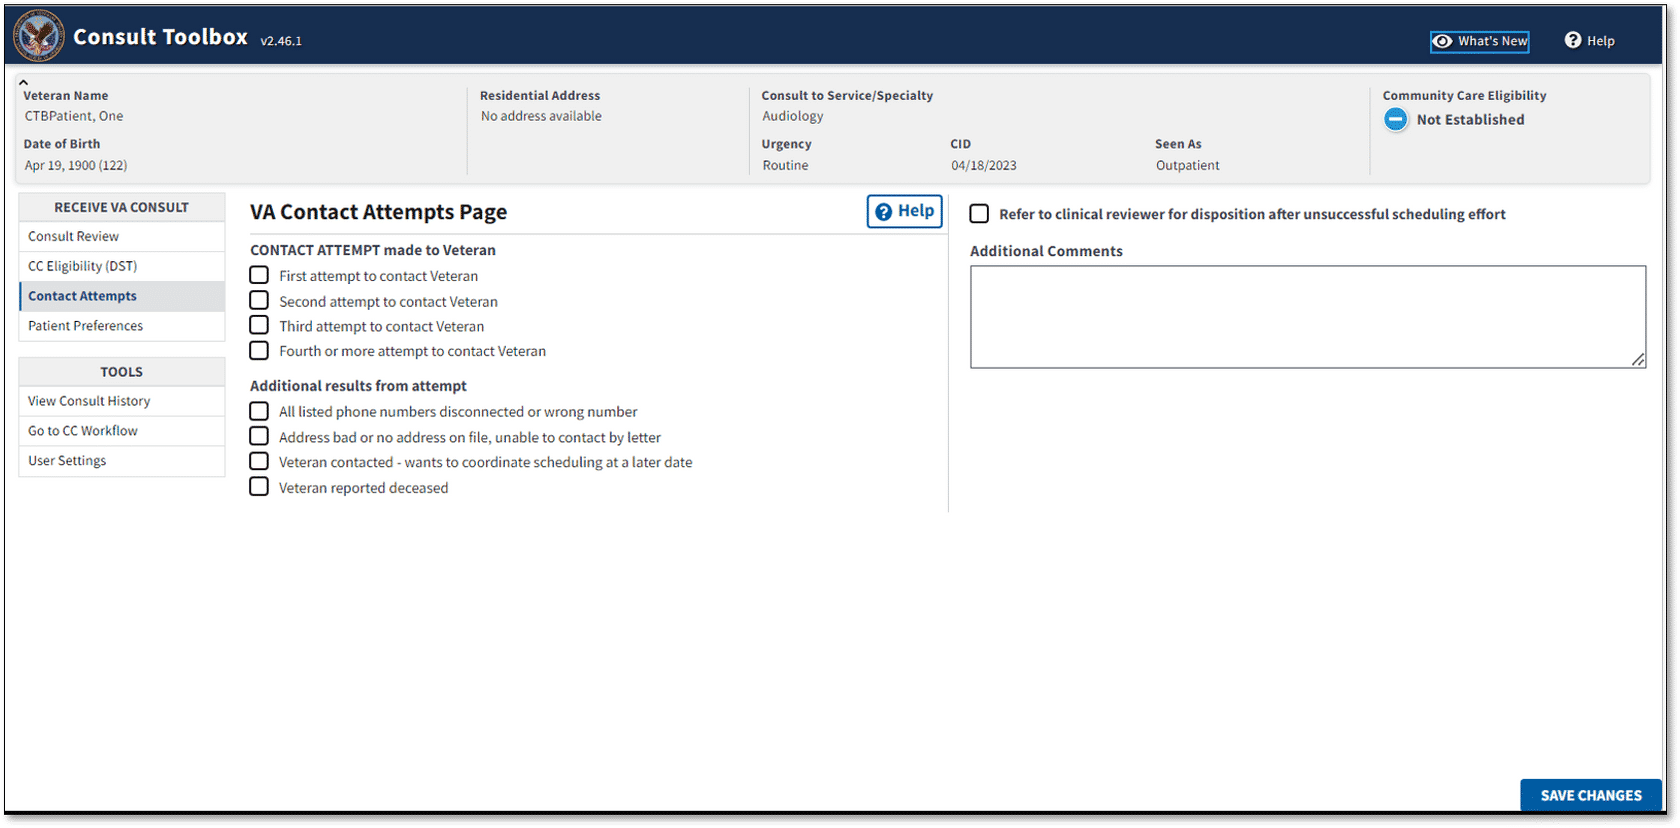 Consult Toolbox v2.46.1
What's New
Help
Veteran Name
CTBPatient, One
Date of Birth
Apr 19, 1900 (122)
Residential Address
No address available
Consult to Service/Specialty
Audiology
Urgency
Routine
CID
04/18/2023
Seen As
Outpatient
Community Care Eligibility
Not Established
RECEIVE VA CONSULT
Consult Review
CC Eligibility (DST)
Contact Attempts
Patient Preferences
TOOLS
View Consult History
Go to CC Workflow
User Settings
VA Contact Attempts Page
Help
CONTACT ATTEMPT made to Veteran
First attempt to contact Veteran
Second attempt to contact Veteran
Third attempt to contact Veteran
Fourth or more attempt to contact Veteran
Additional results from attempt
All listed phone numbers disconnected or wrong number
Address bad or no address on file, unable to contact by letter
Veteran contacted - wants to coordinate scheduling at a later date
Veteran reported deceased
Refer to clinical reviewer for disposition after unsuccessful scheduling effort
Additional Comments
SAVE CHANGES